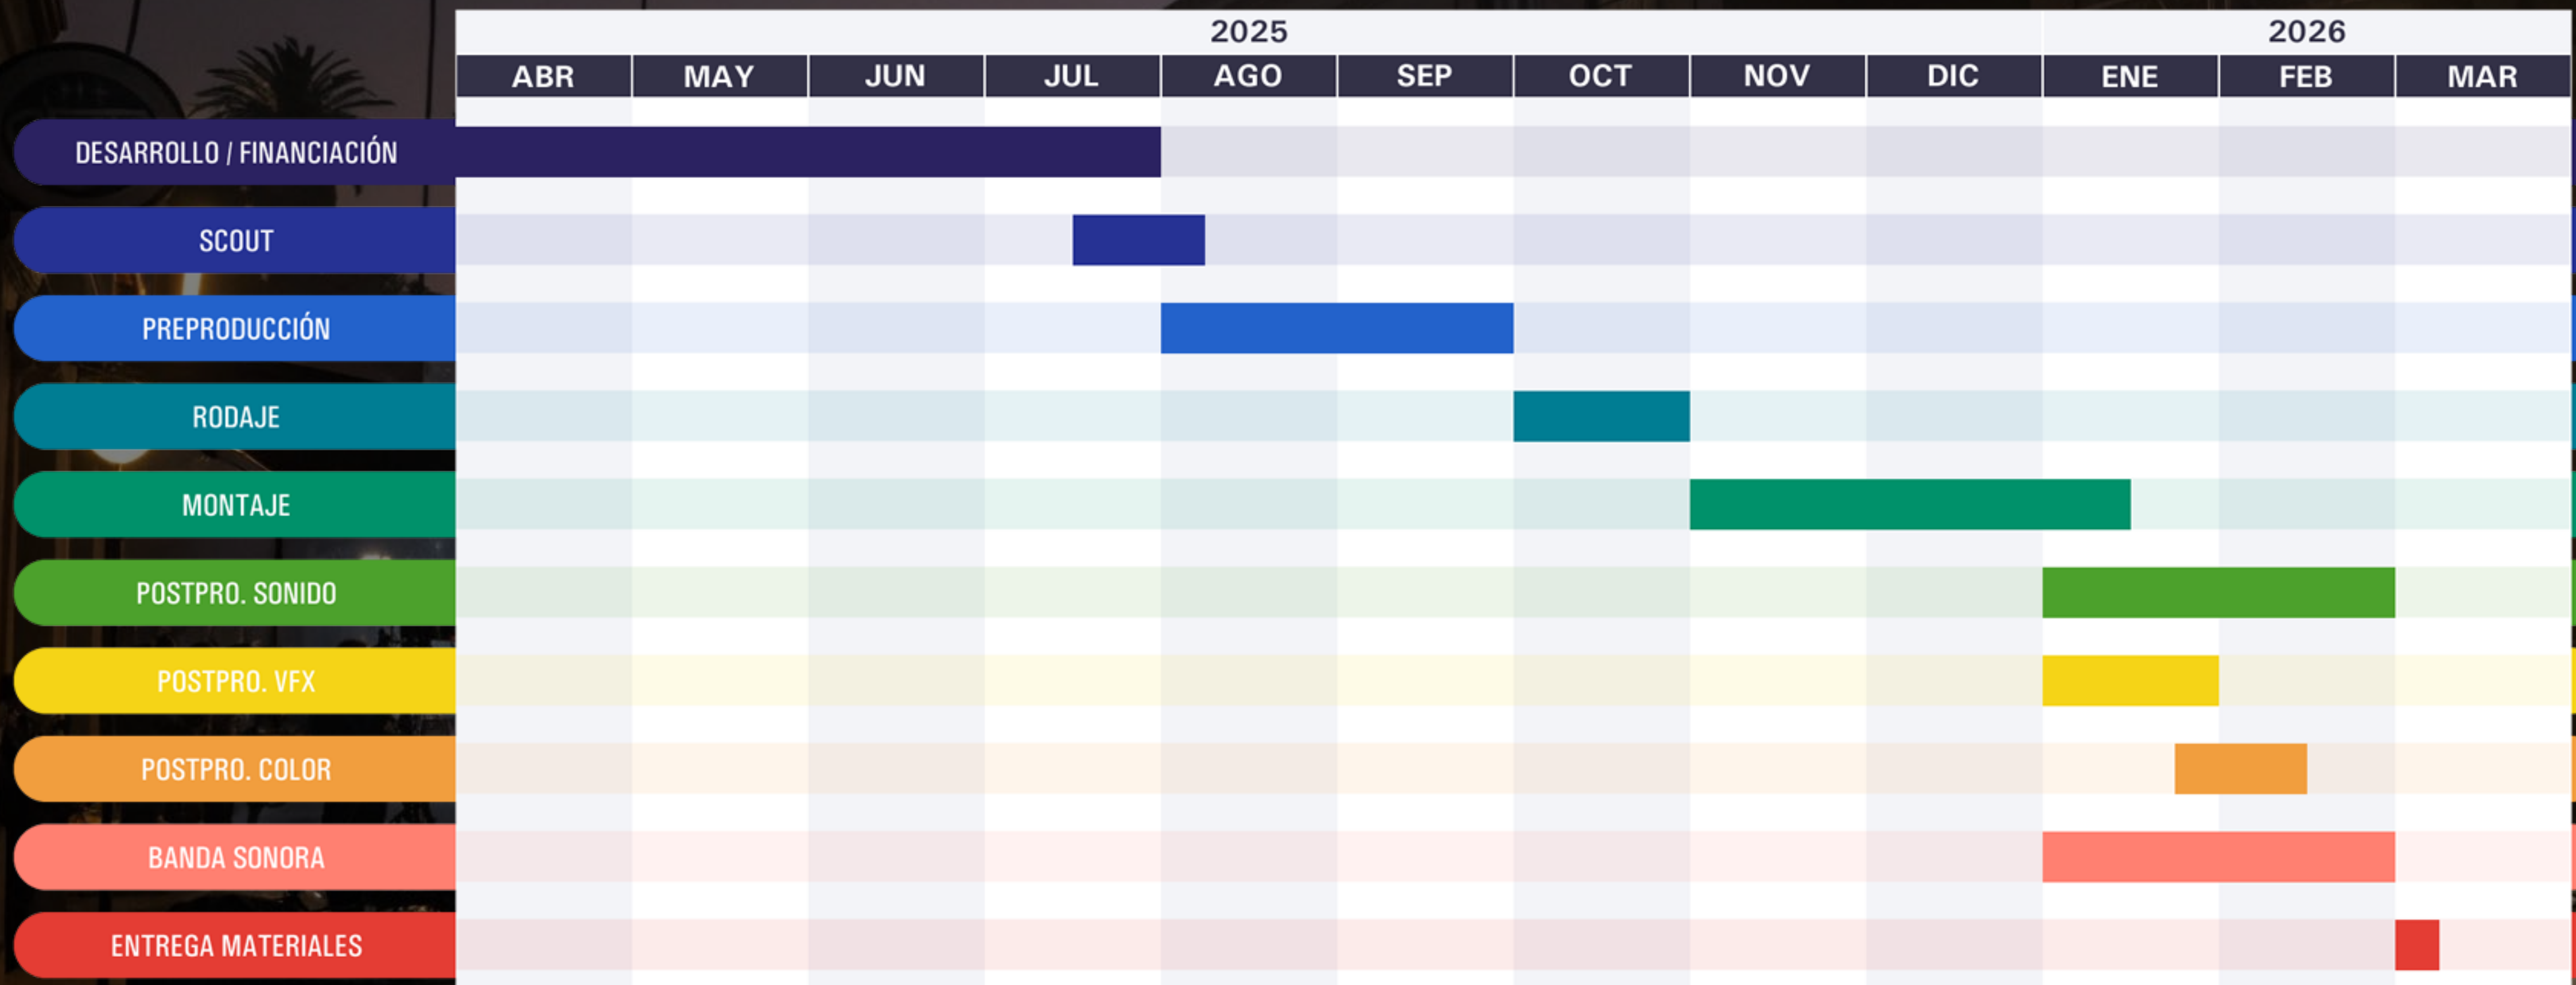 2025 2026
ABR MAY JUN JUL AGO SEP OCT NOV DIC ENE FEB MAR
DESARROLLO / FINANCIACIÓN
SCOUT
PREPRODUCCIÓN
RODAJE
MONTAJE
POSTPRO. SONIDO
POSTPRO. VFX
POSTPRO. COLOR
BANDA SONORA
ENTREGA MATERIALES